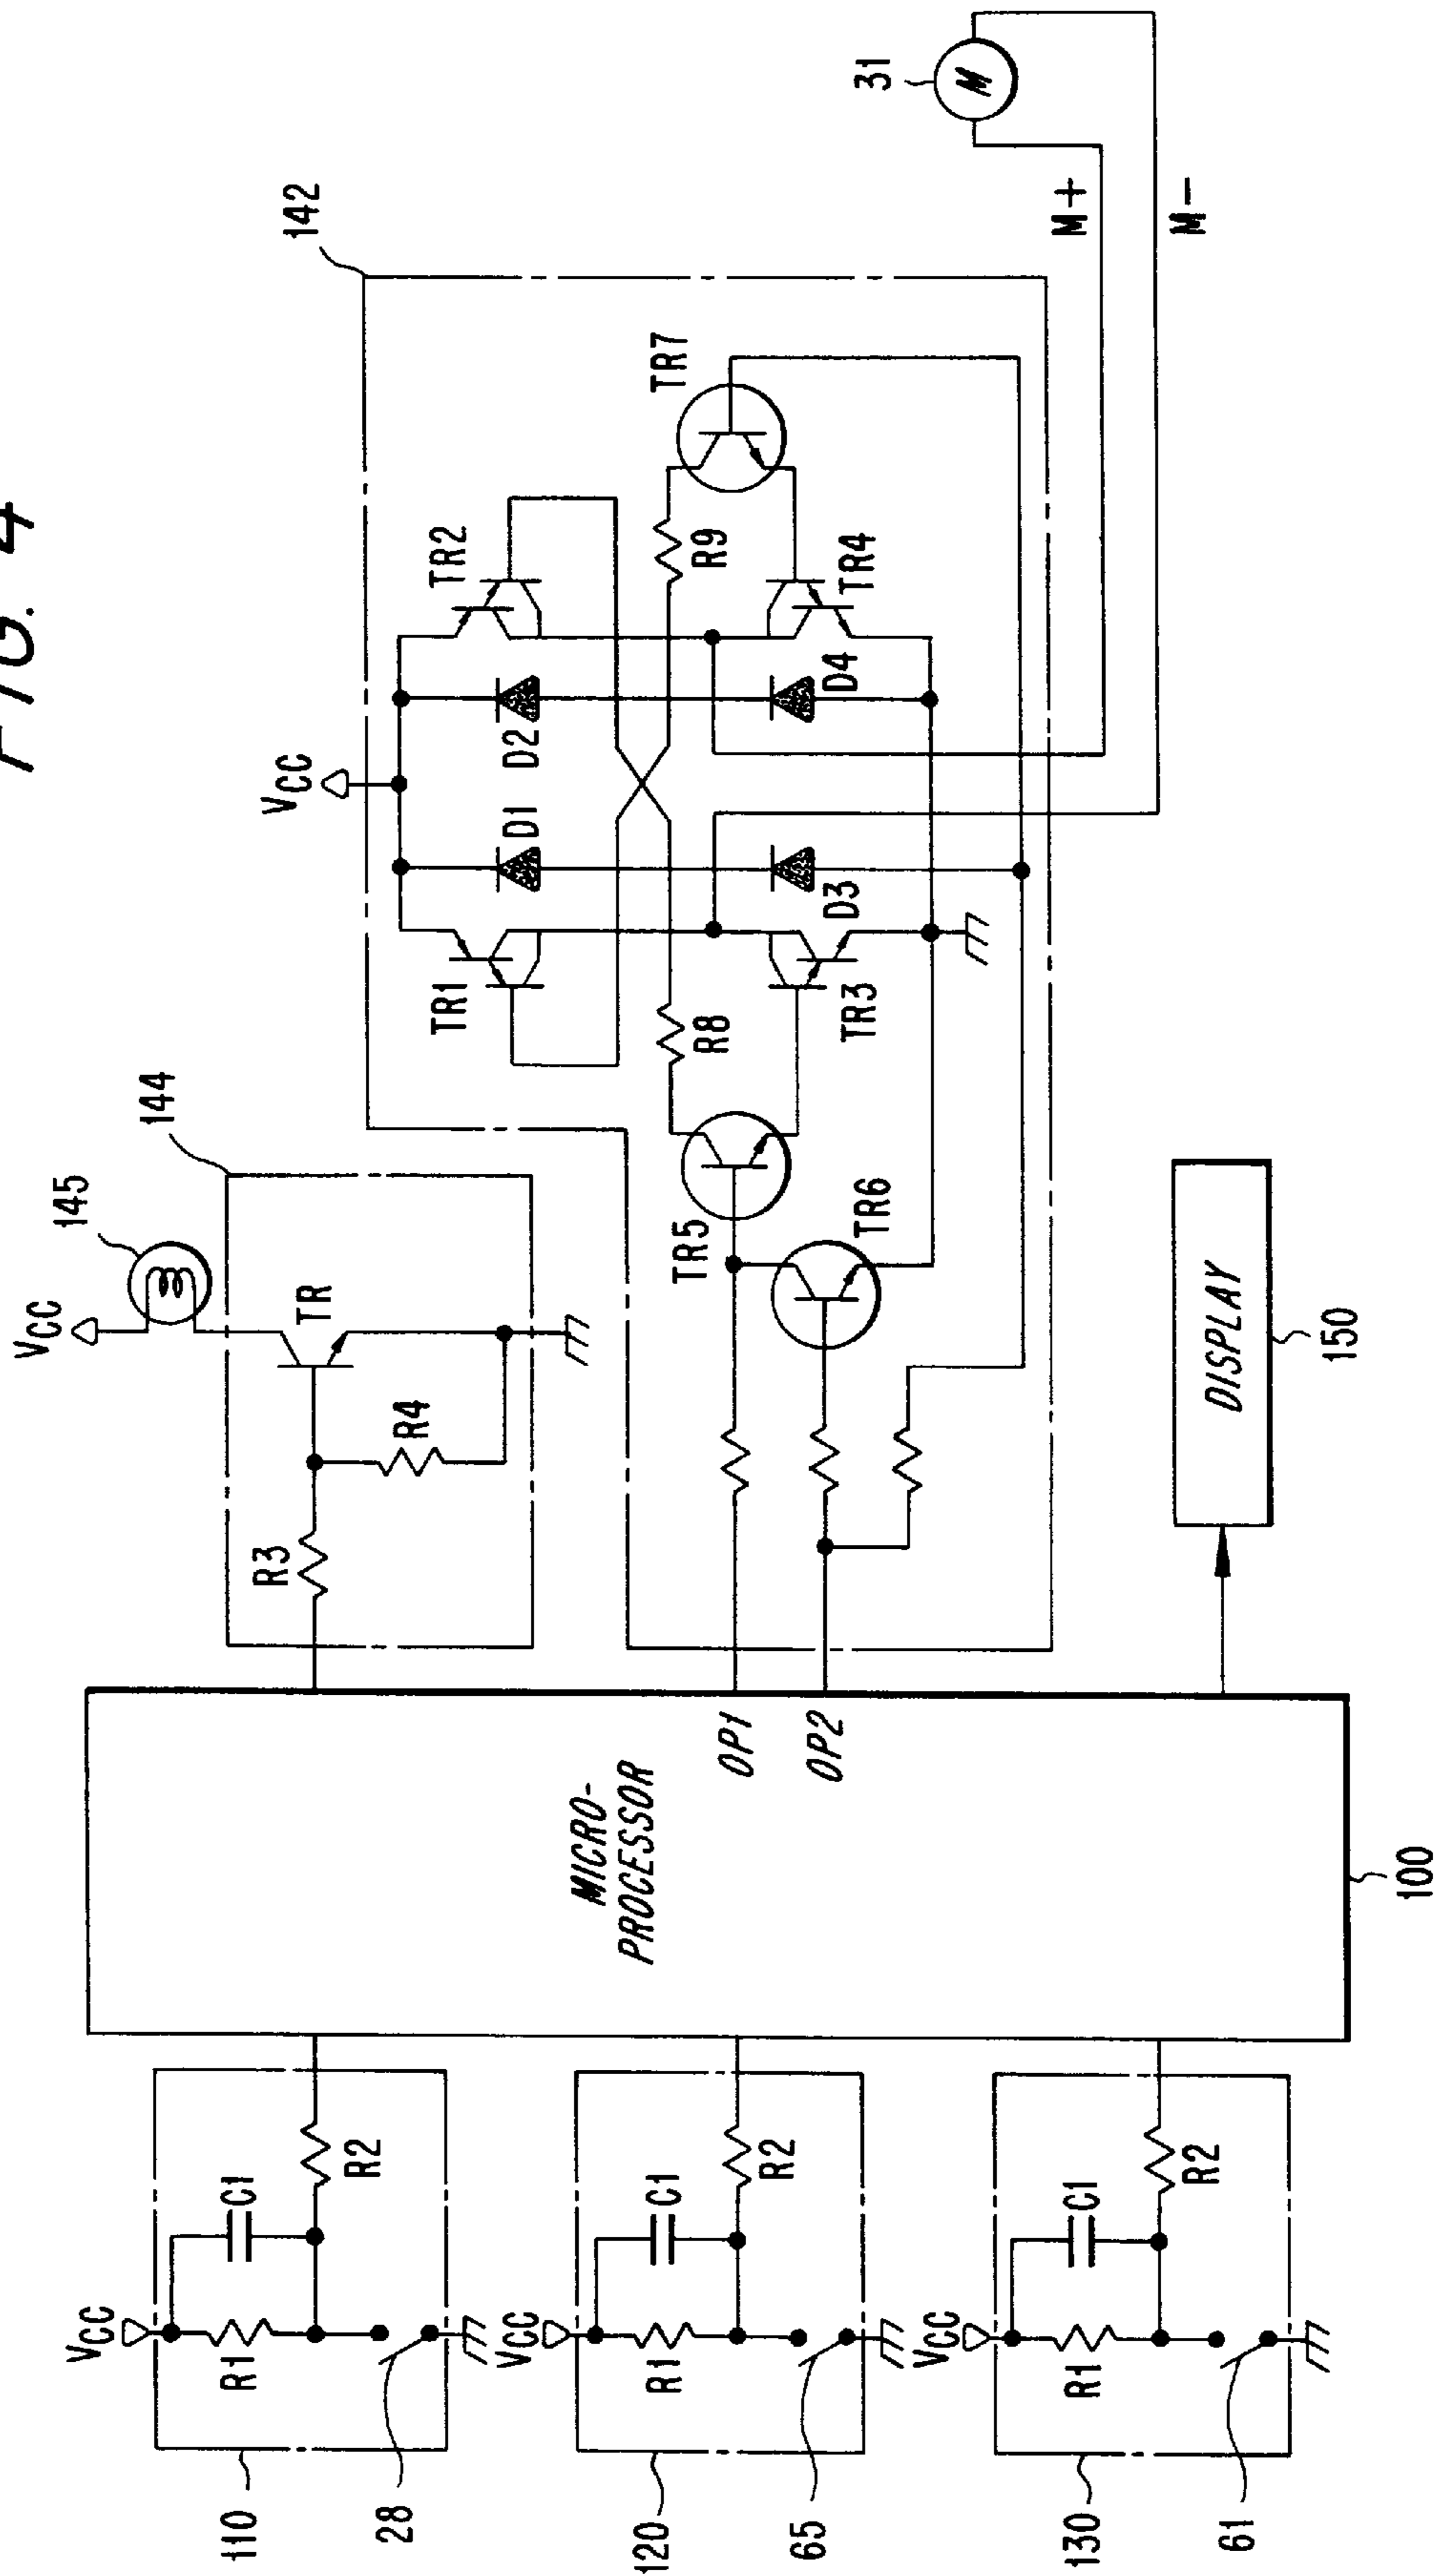 FIG. 4
VCC
145
144
TR
R3
R4
142
VCC
TR1
TR2
D1
D2
R8
R9
TR7
TR5
TR6
TR3
D3
D4
TR4
31
M
M+
M-
MICRO-
PROCESSOR
OP1
OP2
100
DISPLAY
150
VCC
R1
C1
R2
110
28
VCC
R1
C1
R2
120
65
VCC
R1
C1
R2
130
61